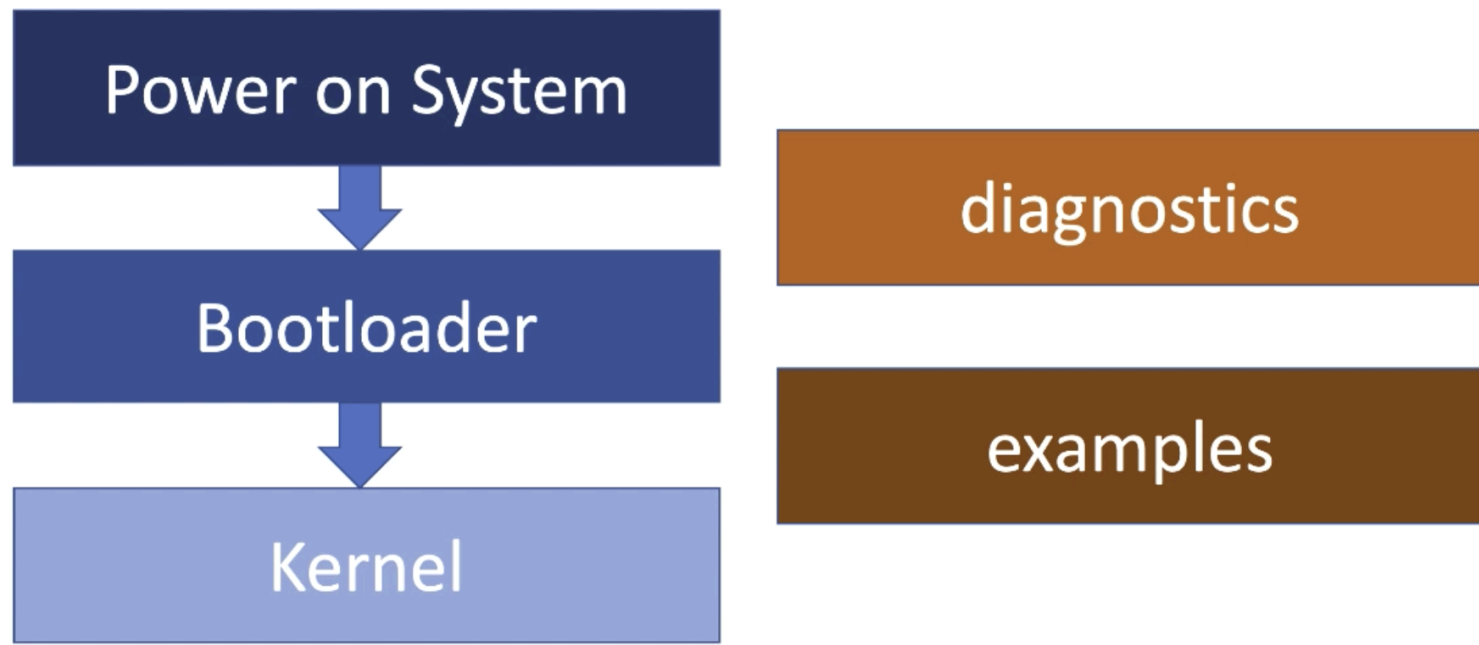 Power on System
Bootloader
Kernel
diagnostics
examples